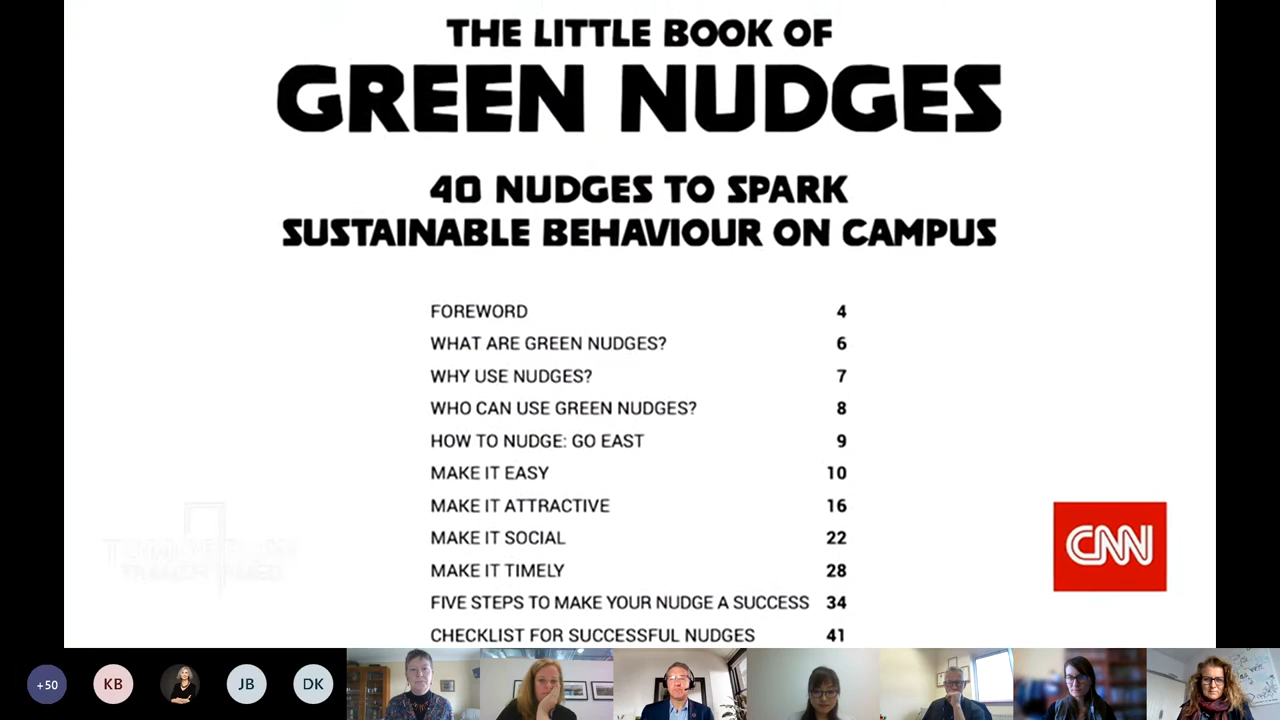 THE LITTLE BOOK OF
GREEN NUDGES
40 NUDGES TO SPARK
SUSTAINABLE BEHAVIOUR ON CAMPUS
FOREWORD 4
WHAT ARE GREEN NUDGES? 6
WHY USE NUDGES? 7
WHO CAN USE GREEN NUDGES? 8
HOW TO NUDGE: GO EAST 9
MAKE IT EASY 10
MAKE IT ATTRACTIVE 16
MAKE IT SOCIAL 22
MAKE IT TIMELY 28
FIVE STEPS TO MAKE YOUR NUDGE A SUCCESS 34
CHECKLIST FOR SUCCESSFUL NUDGES 41
CNN
+50 KB JB DK